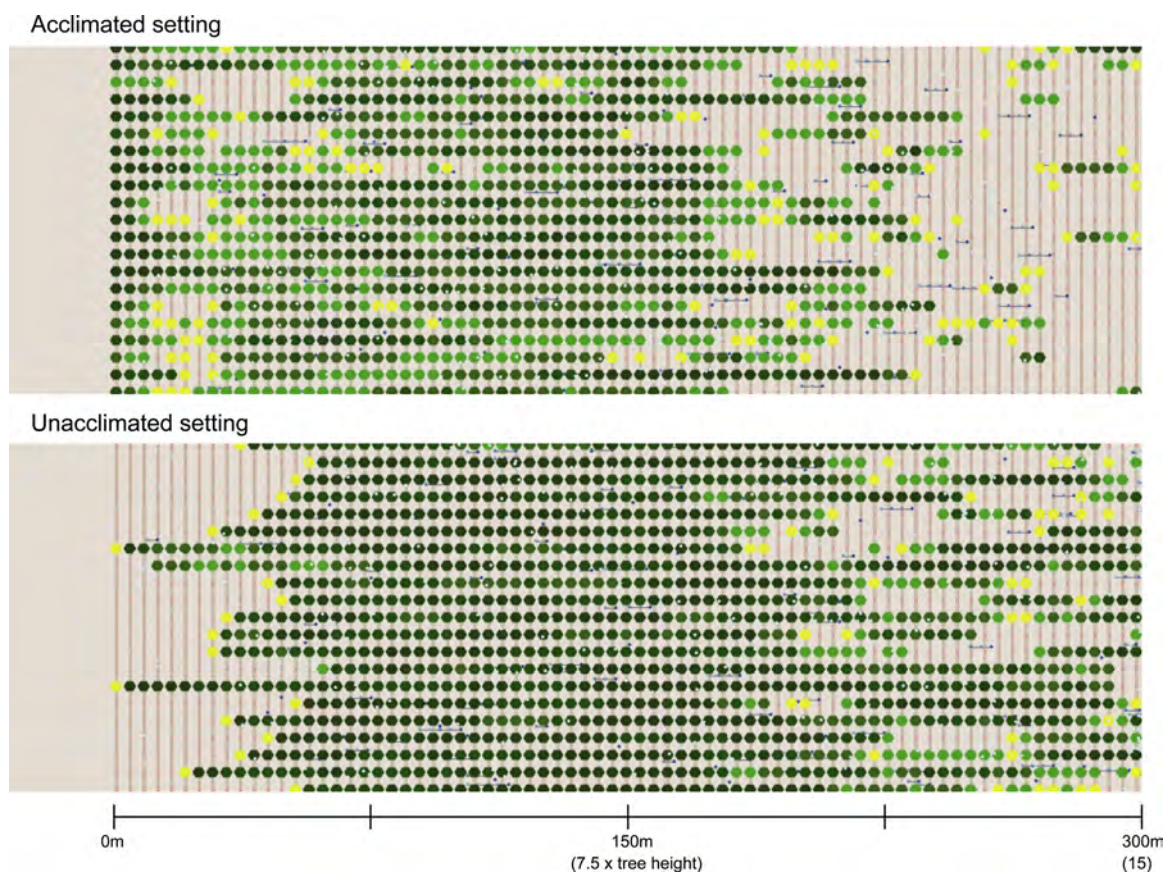 Acclimated setting
Unacclimated setting
0m
150m
300m
(7.5 x tree height)
(15)